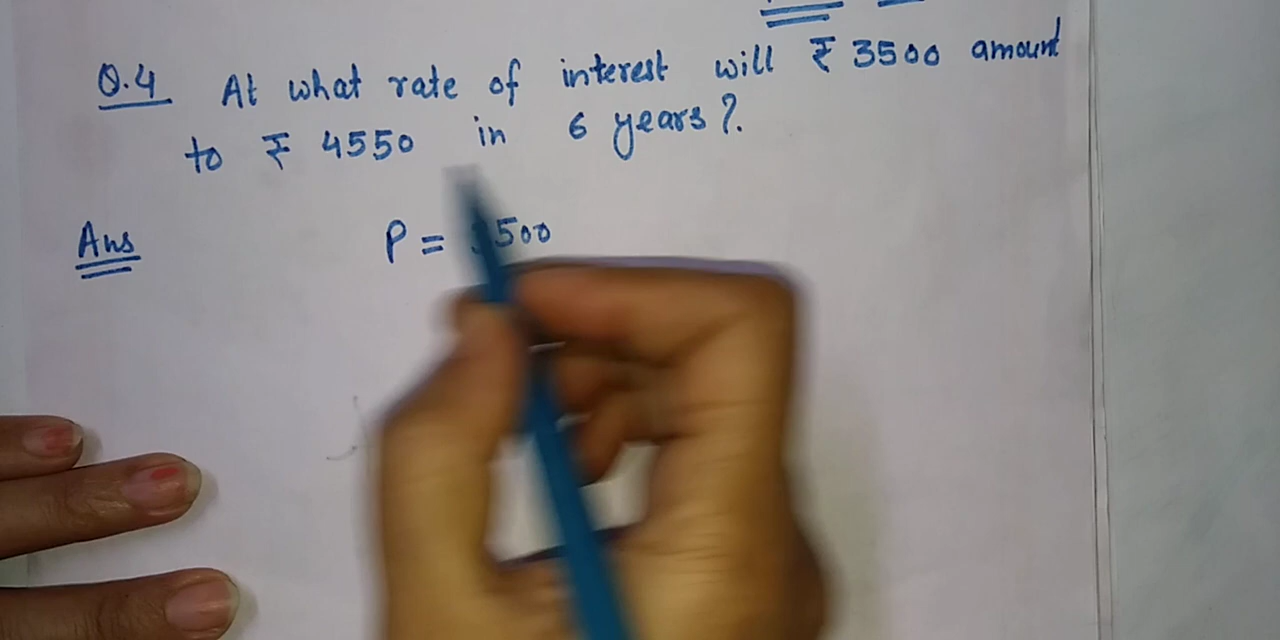 Q.4 At what rate of interest will ₹ 3500 amount
to ₹ 4550 in 6 years?.
Ans
P = 3500